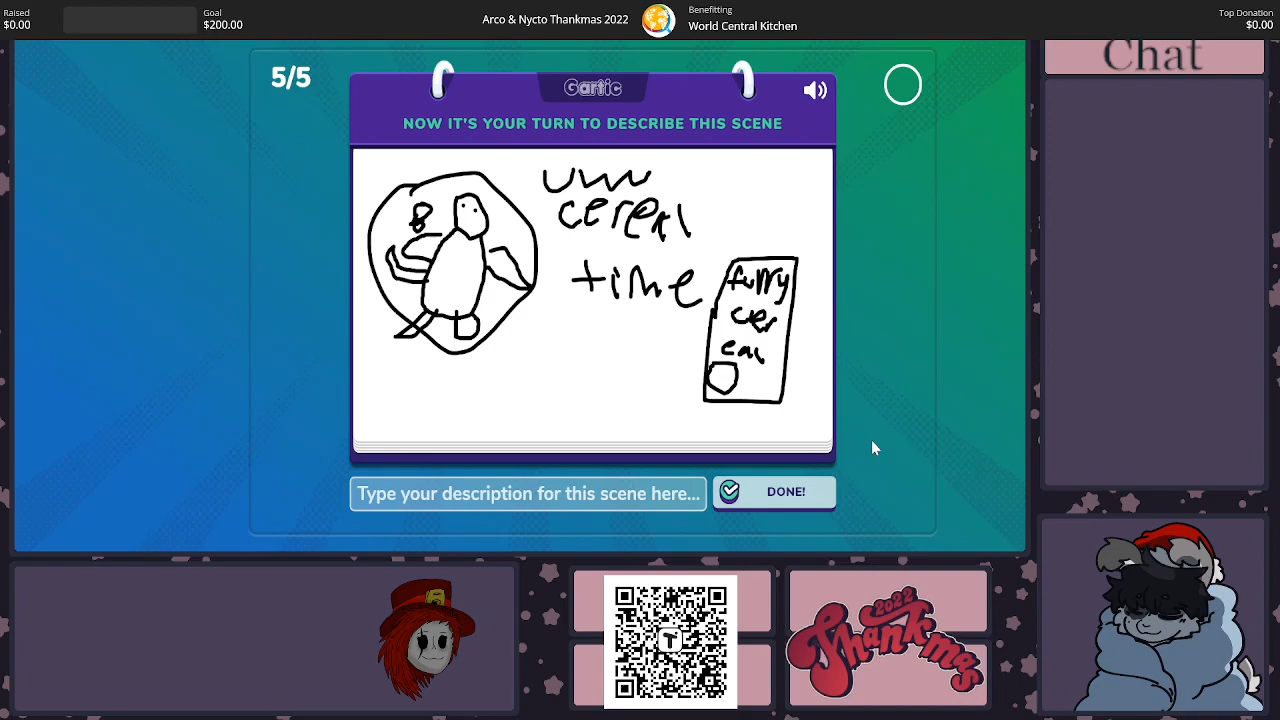 Raised
$0.00
Goal
$200.00
Arco & Nycto Thankmas 2022
Benefitting
World Central Kitchen
Top Donation
$0.00
Chat
5/5
Gartic
NOW IT'S YOUR TURN TO DESCRIBE THIS SCENE
cereal
time
furry
cer
eal
Type your description for this scene here...
DONE!
T
2022
Thankmas